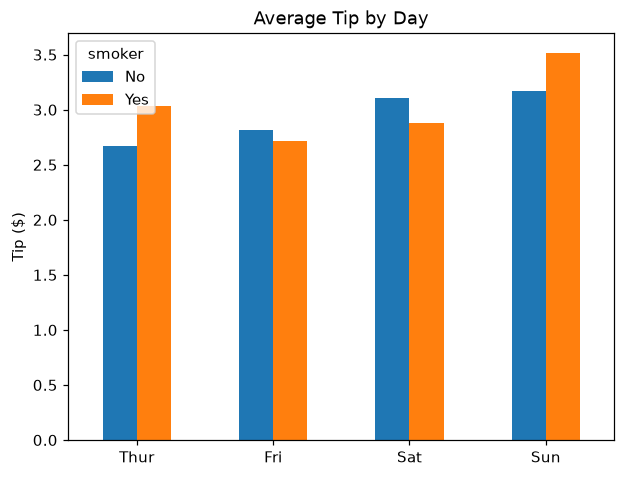 Average Tip by Day
smoker
No
Yes
Tip ($)
3.5
3.0
2.5
2.0
1.5
1.0
0.5
0.0
Thur Fri Sat Sun